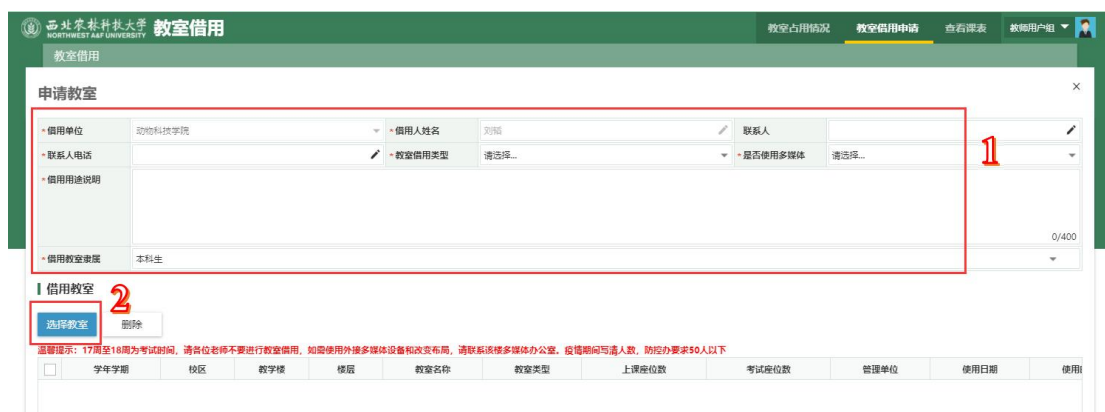 西北农林科技大学 教室借用 教室占用情况 教室借用申请 查看课表 教师用户组
NORTHWEST A&F UNIVERSITY
教室借用
申请教室 ×
*借用单位 动物科技学院 *借用人姓名 刘韬 联系人
*联系人电话 *教室借用类型 请选择... *是否使用多媒体 请选择...
1
*借用用途说明
0/400
*借用教室隶属 本科生
借用教室
2
选择教室 删除
温馨提示：17周至18周为考试时间，请各位老师不要进行教室借用，如需使用外接多媒体设备和改变布局，请联系该楼多媒体办公室。疫情期间写清人数，防控办要求50人以下
学年学期 校区 教学楼 楼层 教室名称 教室类型 上课座位数 考试座位数 管理单位 使用日期